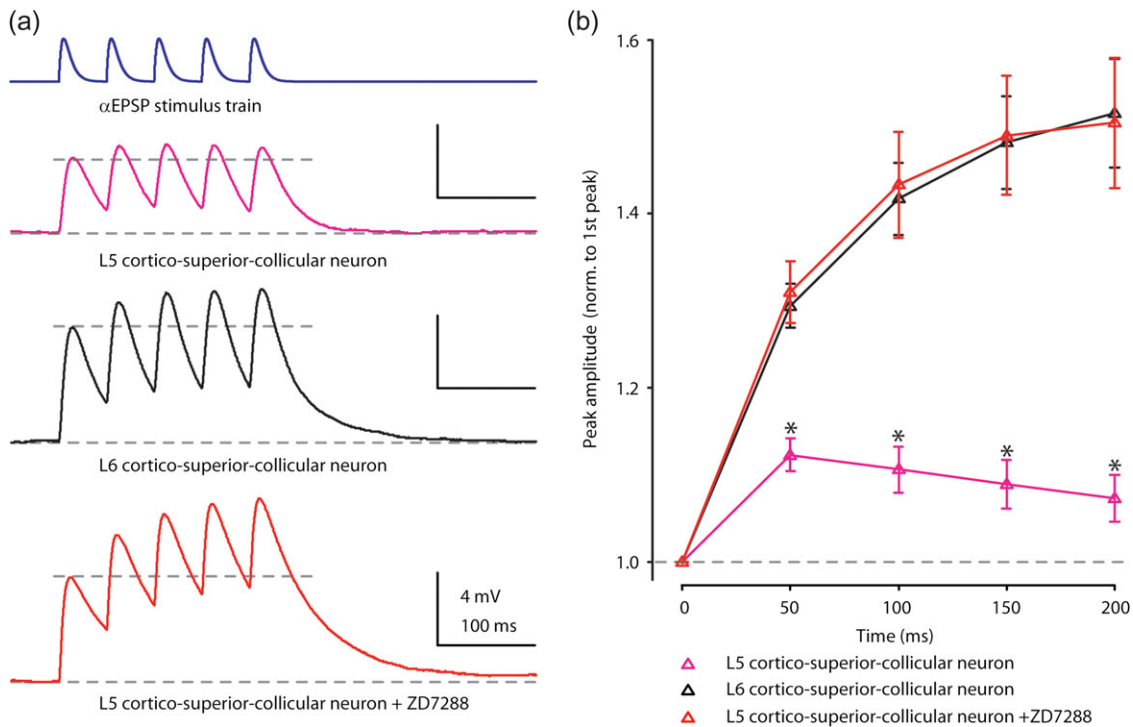 (a)
αEPSP stimulus train
L5 cortico-superior-collicular neuron
L6 cortico-superior-collicular neuron
4 mV
100 ms
L5 cortico-superior-collicular neuron + ZD7288
(b)
Peak amplitude (norm. to 1st peak)
1.6
1.4
1.2
1.0
*
*
*
*
0
50
100
150
200
Time (ms)
L5 cortico-superior-collicular neuron
L6 cortico-superior-collicular neuron
L5 cortico-superior-collicular neuron +ZD7288